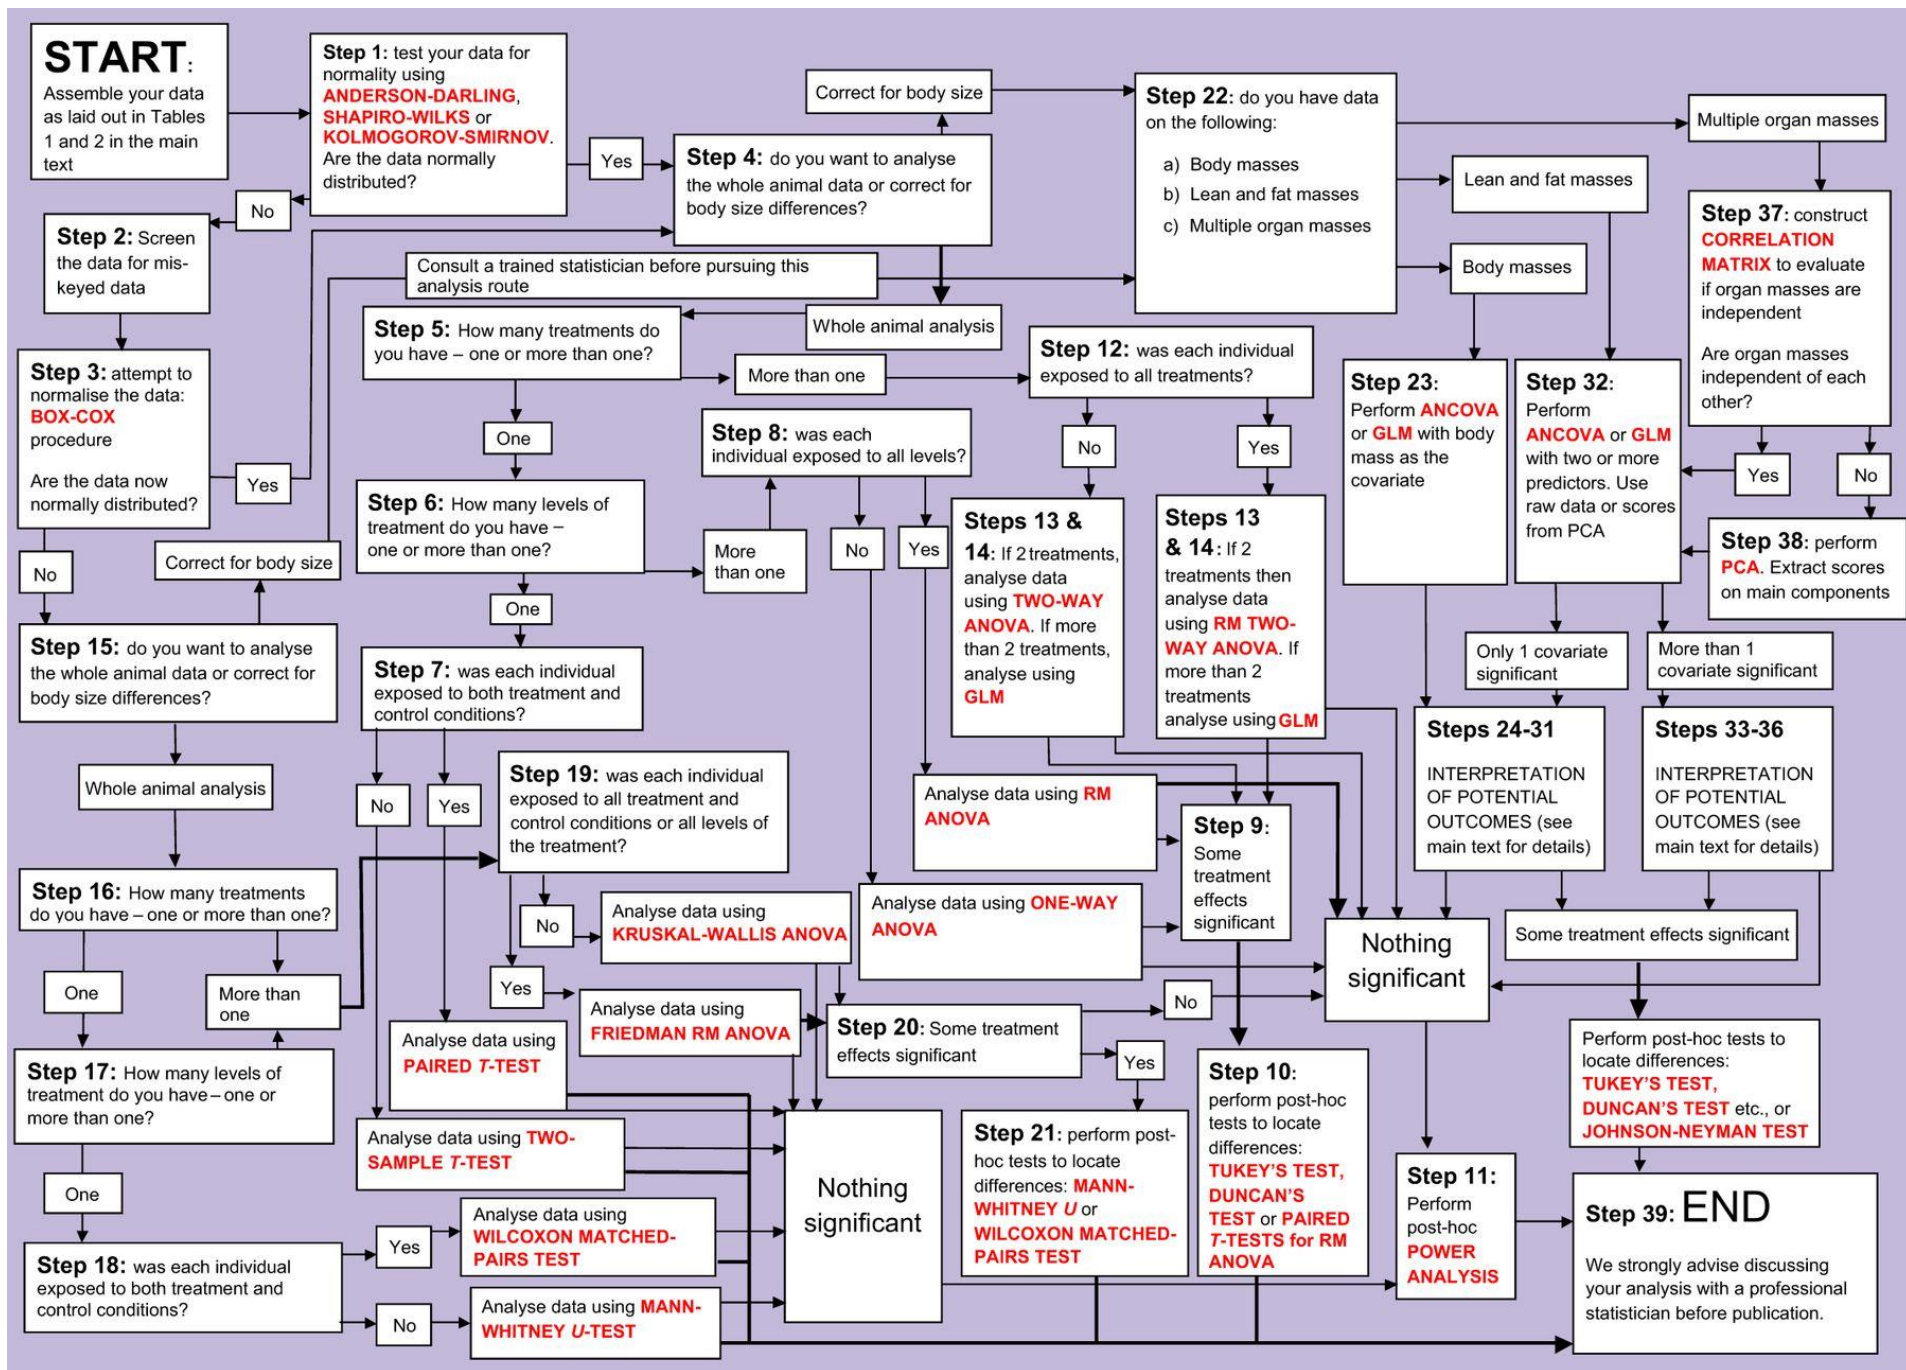 START:
Assemble your data
as laid out in Tables
1 and 2 in the main
text
Step 1: test your data for
normality using
ANDERSON-DARLING,
SHAPIRO-WILKS or
KOLMOGOROV-SMIRNOV.
Are the data normally
distributed?
Yes
No
Step 2: Screen
the data for mis-
keyed data
Step 3: attempt to
normalise the data:
BOX-COX
procedure
Are the data now
normally distributed?
Yes
No
Correct for body size
Step 4: do you want to analyse
the whole animal data or correct for
body size differences?
Correct for body size
Consult a trained statistician before pursuing this
analysis route
Whole animal analysis
Step 5: How many treatments do
you have – one or more than one?
More than one
One
Step 6: How many levels of
treatment do you have –
one or more than one?
More
than one
One
Step 7: was each individual
exposed to both treatment and
control conditions?
No
Yes
Step 8: was each
individual exposed to all levels?
No
Yes
Step 12: was each individual
exposed to all treatments?
No
Yes
Steps 13 &
14: If 2 treatments,
analyse data
using TWO-WAY
ANOVA. If more
than 2 treatments,
analyse using
GLM
Steps 13
& 14: If 2
treatments then
analyse data
using RM TWO-
WAY ANOVA. If
more than 2
treatments
analyse using GLM
Step 15: do you want to analyse
the whole animal data or correct for
body size differences?
Whole animal analysis
Step 16: How many treatments
do you have – one or more than one?
One
More than
one
Step 17: How many levels of
treatment do you have – one or
more than one?
One
Step 18: was each individual
exposed to both treatment and
control conditions?
Yes
No
Step 19: was each individual
exposed to all treatment and
control conditions or all levels of
the treatment?
No
Yes
Analyse data using
KRUSKAL-WALLIS ANOVA
Analyse data using
FRIEDMAN RM ANOVA
Analyse data using
PAIRED T-TEST
Analyse data using TWO-
SAMPLE T-TEST
Analyse data using
WILCOXON MATCHED-
PAIRS TEST
Analyse data using MANN-
WHITNEY U-TEST
Nothing
significant
Analyse data using RM
ANOVA
Analyse data using ONE-WAY
ANOVA
Step 9:
Some
treatment
effects
significant
Step 20: Some treatment
effects significant
No
Yes
Step 21: perform post-
hoc tests to locate
differences: MANN-
WHITNEY U or
WILCOXON MATCHED-
PAIRS TEST
Step 10:
perform post-hoc
tests to locate
differences:
TUKEY'S TEST,
DUNCAN'S
TEST or PAIRED
T-TESTS for RM
ANOVA
Nothing
significant
Step 11:
Perform
post-hoc
POWER
ANALYSIS
Step 22: do you have data
on the following:
a) Body masses
b) Lean and fat masses
c) Multiple organ masses
Multiple organ masses
Lean and fat masses
Body masses
Step 23:
Perform ANCOVA
or GLM with body
mass as the
covariate
Step 32:
Perform
ANCOVA or GLM
with two or more
predictors. Use
raw data or scores
from PCA
Step 37: construct
CORRELATION
MATRIX to evaluate
if organ masses are
independent
Are organ masses
independent of each
other?
Yes
No
Step 38: perform
PCA. Extract scores
on main components
Only 1 covariate
significant
More than 1
covariate significant
Steps 24-31
INTERPRETATION
OF POTENTIAL
OUTCOMES (see
main text for details)
Steps 33-36
INTERPRETATION
OF POTENTIAL
OUTCOMES (see
main text for details)
Some treatment effects significant
Perform post-hoc tests to
locate differences:
TUKEY'S TEST,
DUNCAN'S TEST etc., or
JOHNSON-NEYMAN TEST
Step 39: END
We strongly advise discussing
your analysis with a professional
statistician before publication.